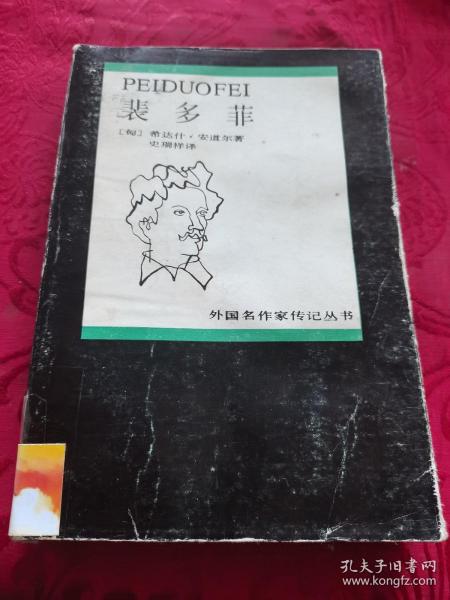 PEIDUOFEI
裴多菲
[匈] 希达什·安道尔著
史瑞祥译
外国名作家传记丛书
孔夫子旧书网
www.kongfz.com